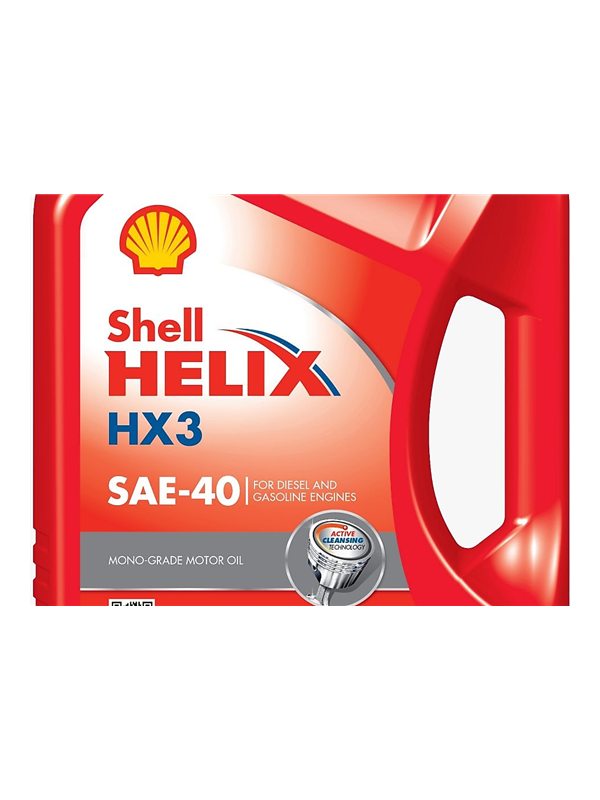 Shell
HELIX
HX3
SAE-40
FOR DIESEL AND
GASOLINE ENGINES
ACTIVE
CLEANSING
TECHNOLOGY
MONO-GRADE MOTOR OIL